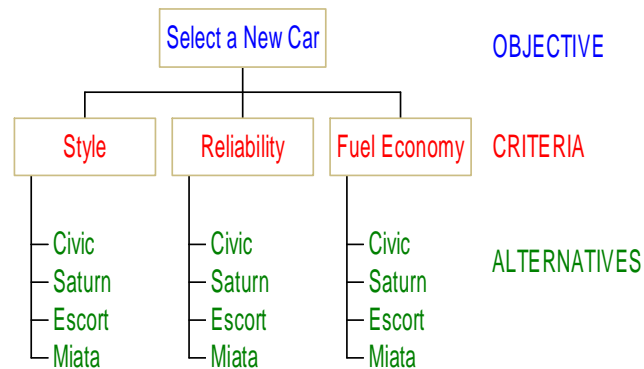 Select a New Car
OBJECTIVE
Style
Reliability
Fuel Economy
CRITERIA
Civic
Saturn
Escort
Miata
Civic
Saturn
Escort
Miata
Civic
Saturn
Escort
Miata
ALTERNATIVES